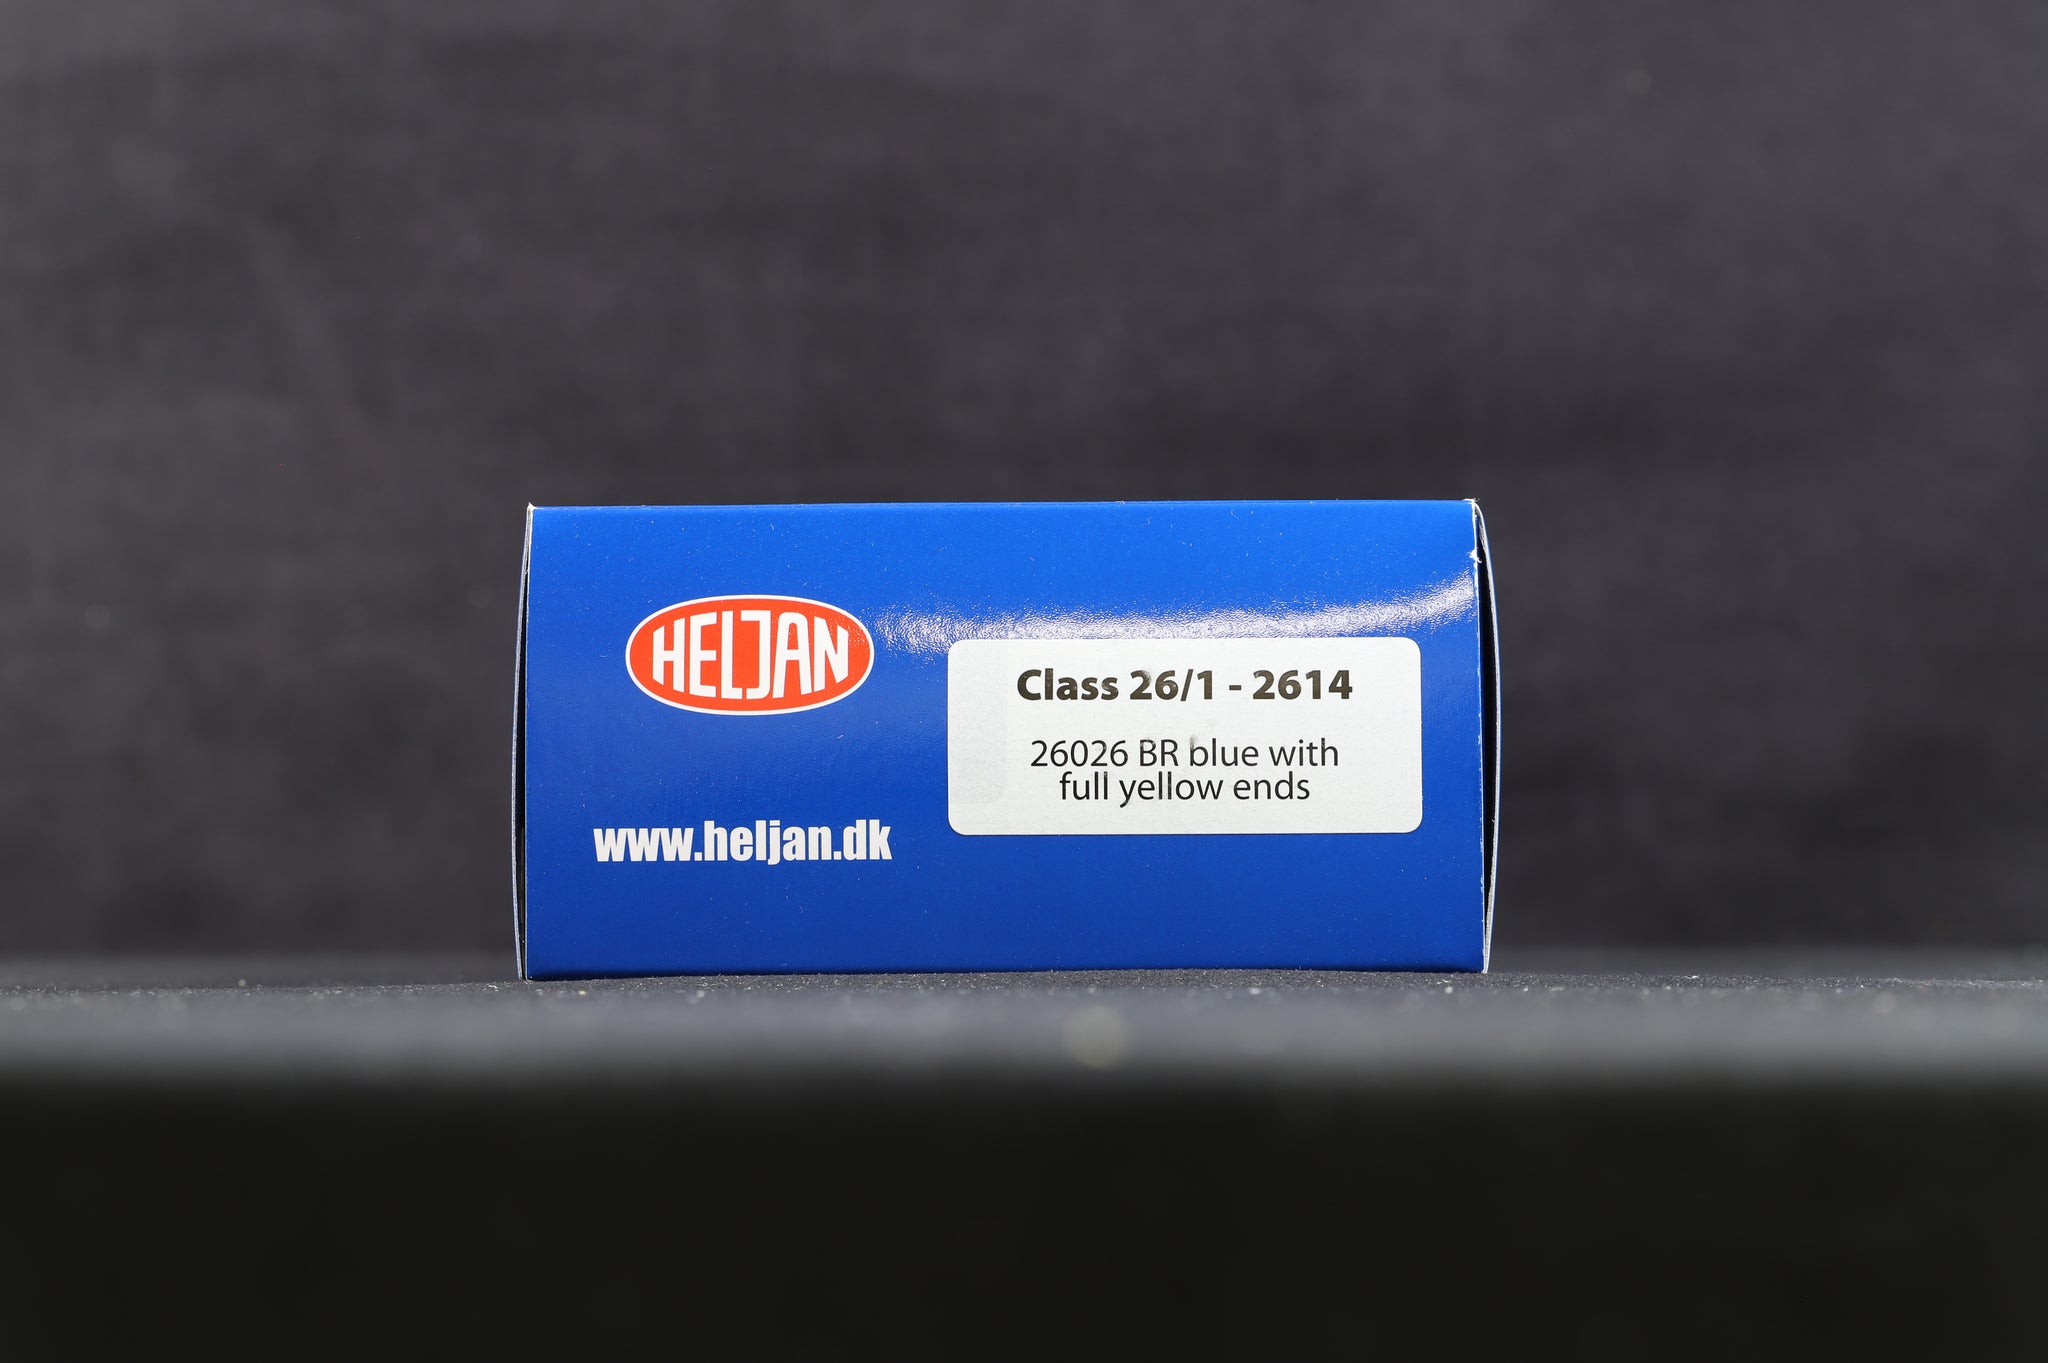 HELJAN
www.heljan.dk
Class 26/1 - 2614
26026 BR blue with
full yellow ends